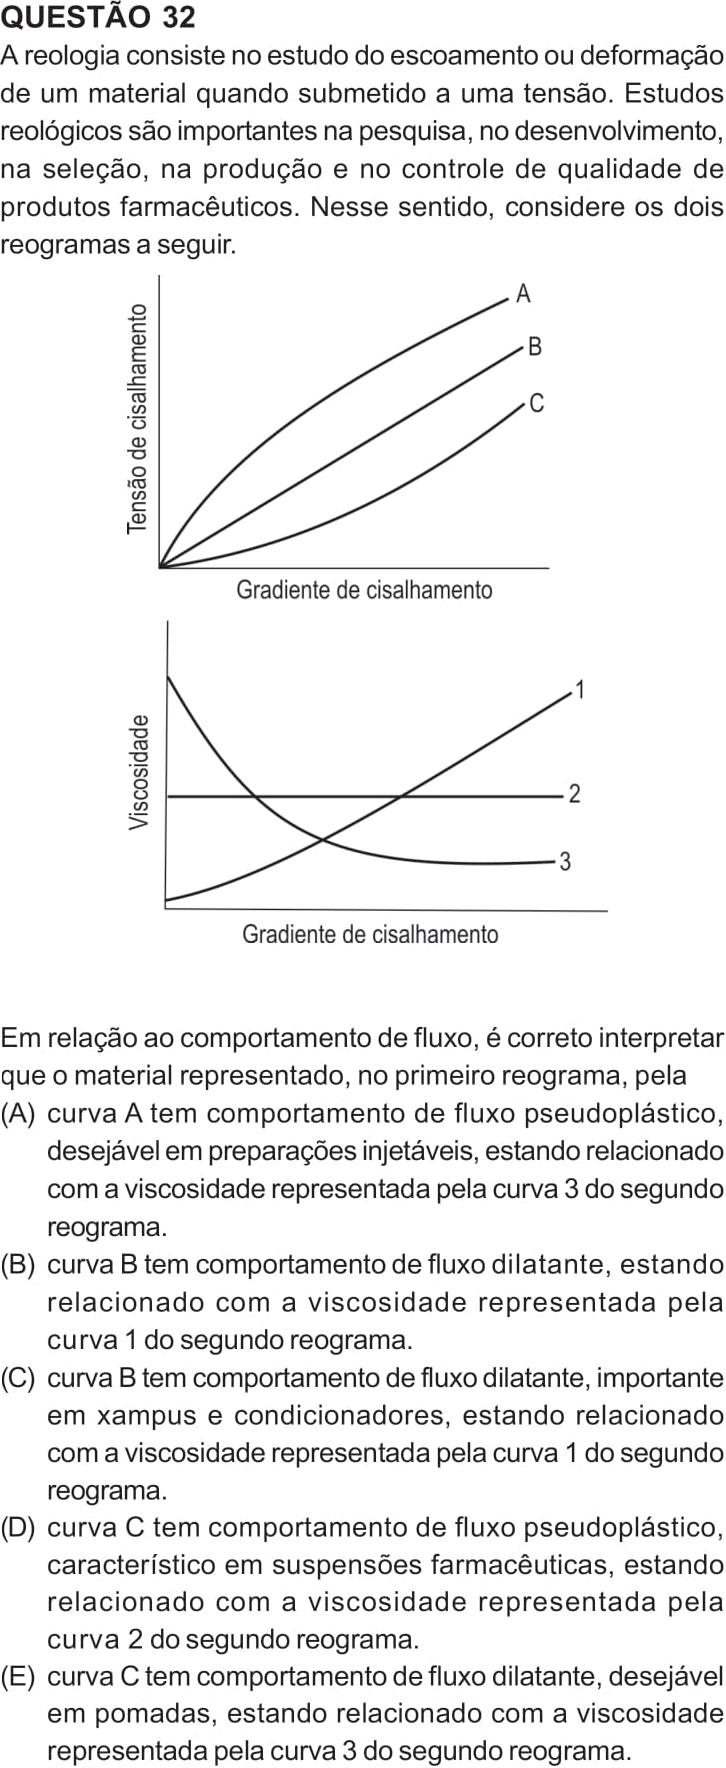 QUESTÃO 32
A reologia consiste no estudo do escoamento ou deformação
de um material quando submetido a uma tensão. Estudos
reológicos são importantes na pesquisa, no desenvolvimento,
na seleção, na produção e no controle de qualidade de
produtos farmacêuticos. Nesse sentido, considere os dois
reogramas a seguir.
Tensão de cisalhamento
A
B
C
Gradiente de cisalhamento
Viscosidade
1
2
3
Gradiente de cisalhamento
Em relação ao comportamento de fluxo, é correto interpretar
que o material representado, no primeiro reograma, pela
(A) curva A tem comportamento de fluxo pseudoplástico,
desejável em preparações injetáveis, estando relacionado
com a viscosidade representada pela curva 3 do segundo
reograma.
(B) curva B tem comportamento de fluxo dilatante, estando
relacionado com a viscosidade representada pela
curva 1 do segundo reograma.
(C) curva B tem comportamento de fluxo dilatante, importante
em xampus e condicionadores, estando relacionado
com a viscosidade representada pela curva 1 do segundo
reograma.
(D) curva C tem comportamento de fluxo pseudoplástico,
característico em suspensões farmacêuticas, estando
relacionado com a viscosidade representada pela
curva 2 do segundo reograma.
(E) curva C tem comportamento de fluxo dilatante, desejável
em pomadas, estando relacionado com a viscosidade
representada pela curva 3 do segundo reograma.